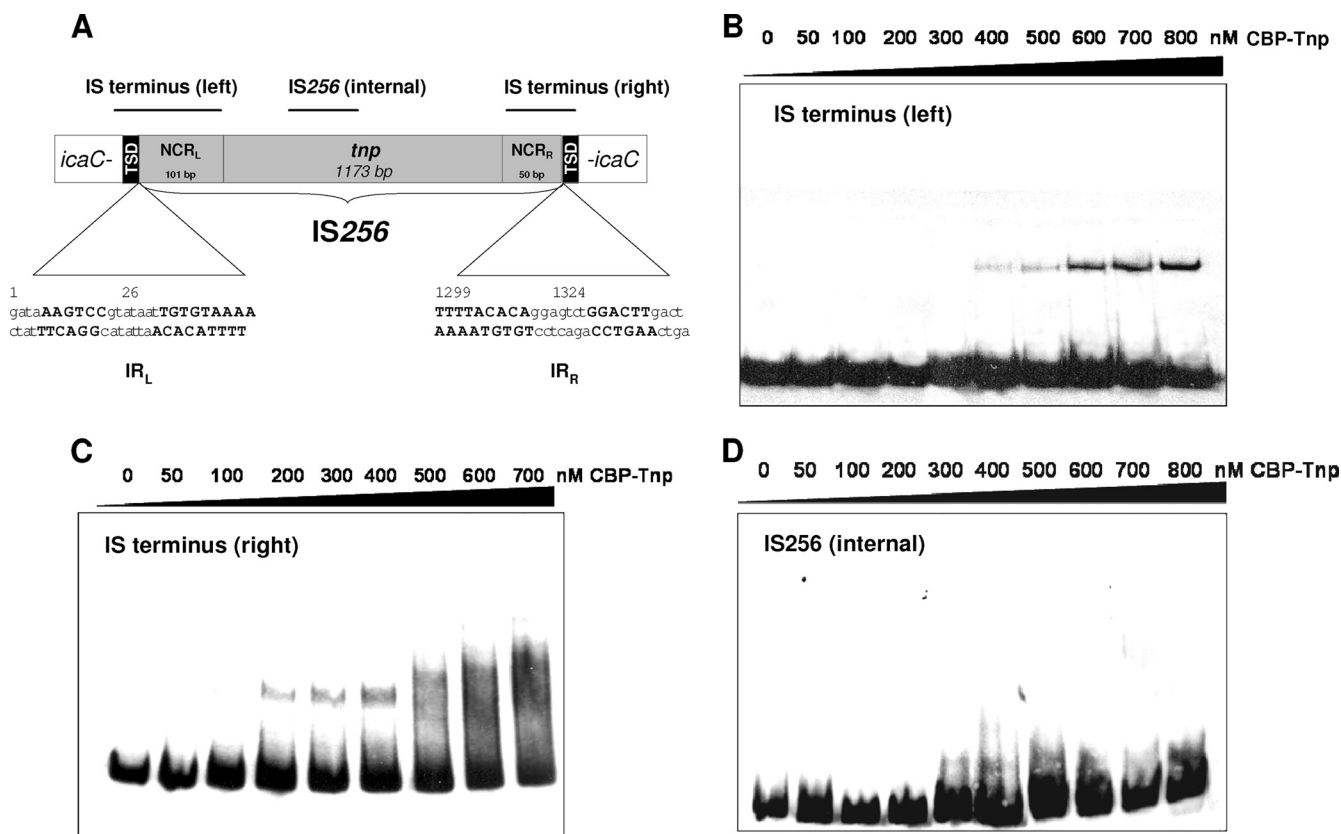 A
IS terminus (left) IS256 (internal) IS terminus (right)
icaC- TSD NCRL tnp NCRR TSD -icaC
101 bp 1173 bp 50 bp
IS256
1 26
gataAAGTCCgtataatTGTGTAAAA
ctatTTCAGGcatattaACACATTTT
IRL
1299 1324
TTTTACACAggagtctGGACTTgact
AAAATGTGTcctcagaCCTGAActga
IRR
B
0 50 100 200 300 400 500 600 700 800 nM CBP-Tnp
IS terminus (left)
C
0 50 100 200 300 400 500 600 700 nM CBP-Tnp
IS terminus (right)
D
0 50 100 200 300 400 500 600 700 800 nM CBP-Tnp
IS256 (internal)